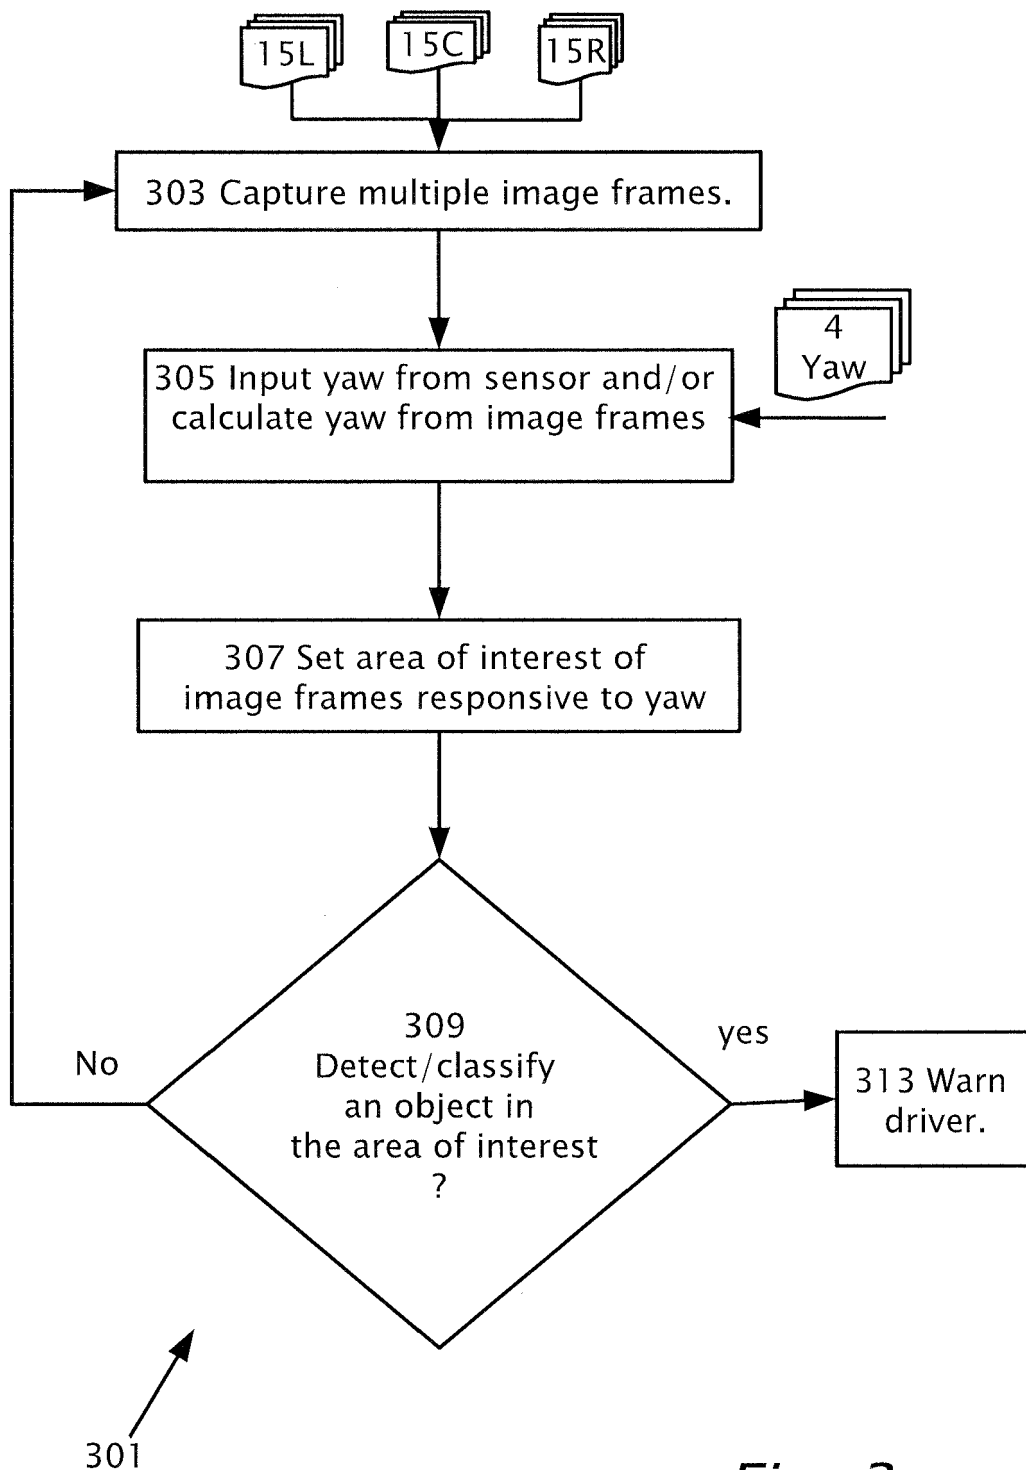 15L
15C
15R
303 Capture multiple image frames.
4
Yaw
305 Input yaw from sensor and/or
calculate yaw from image frames
307 Set area of interest of
image frames responsive to yaw
309
Detect/classify
an object in
the area of interest
?
No
yes
313 Warn
driver.
301